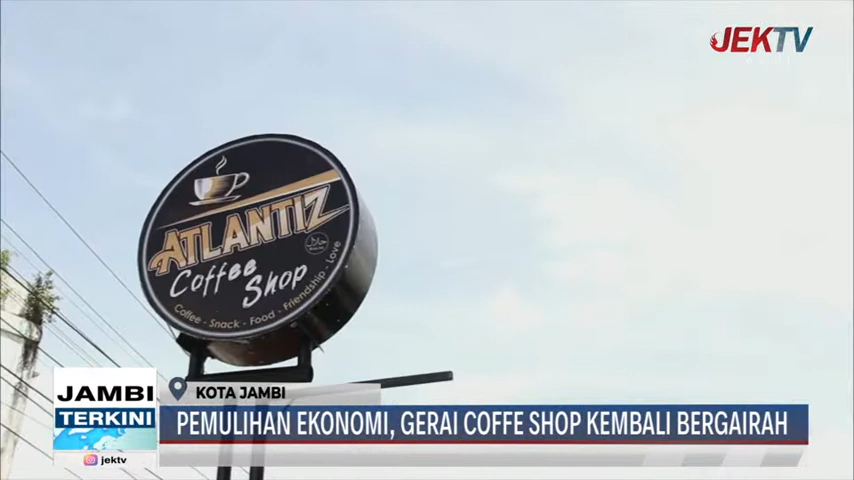 JEKTV
ATLANTIZ
حلال
Coffee
Shop
Coffee - Snack - Food - Friendship - Love
JAMBI
TERKINI
jektv
KOTA JAMBI
PEMULIHAN EKONOMI, GERAI COFFE SHOP KEMBALI BERGAIRAH